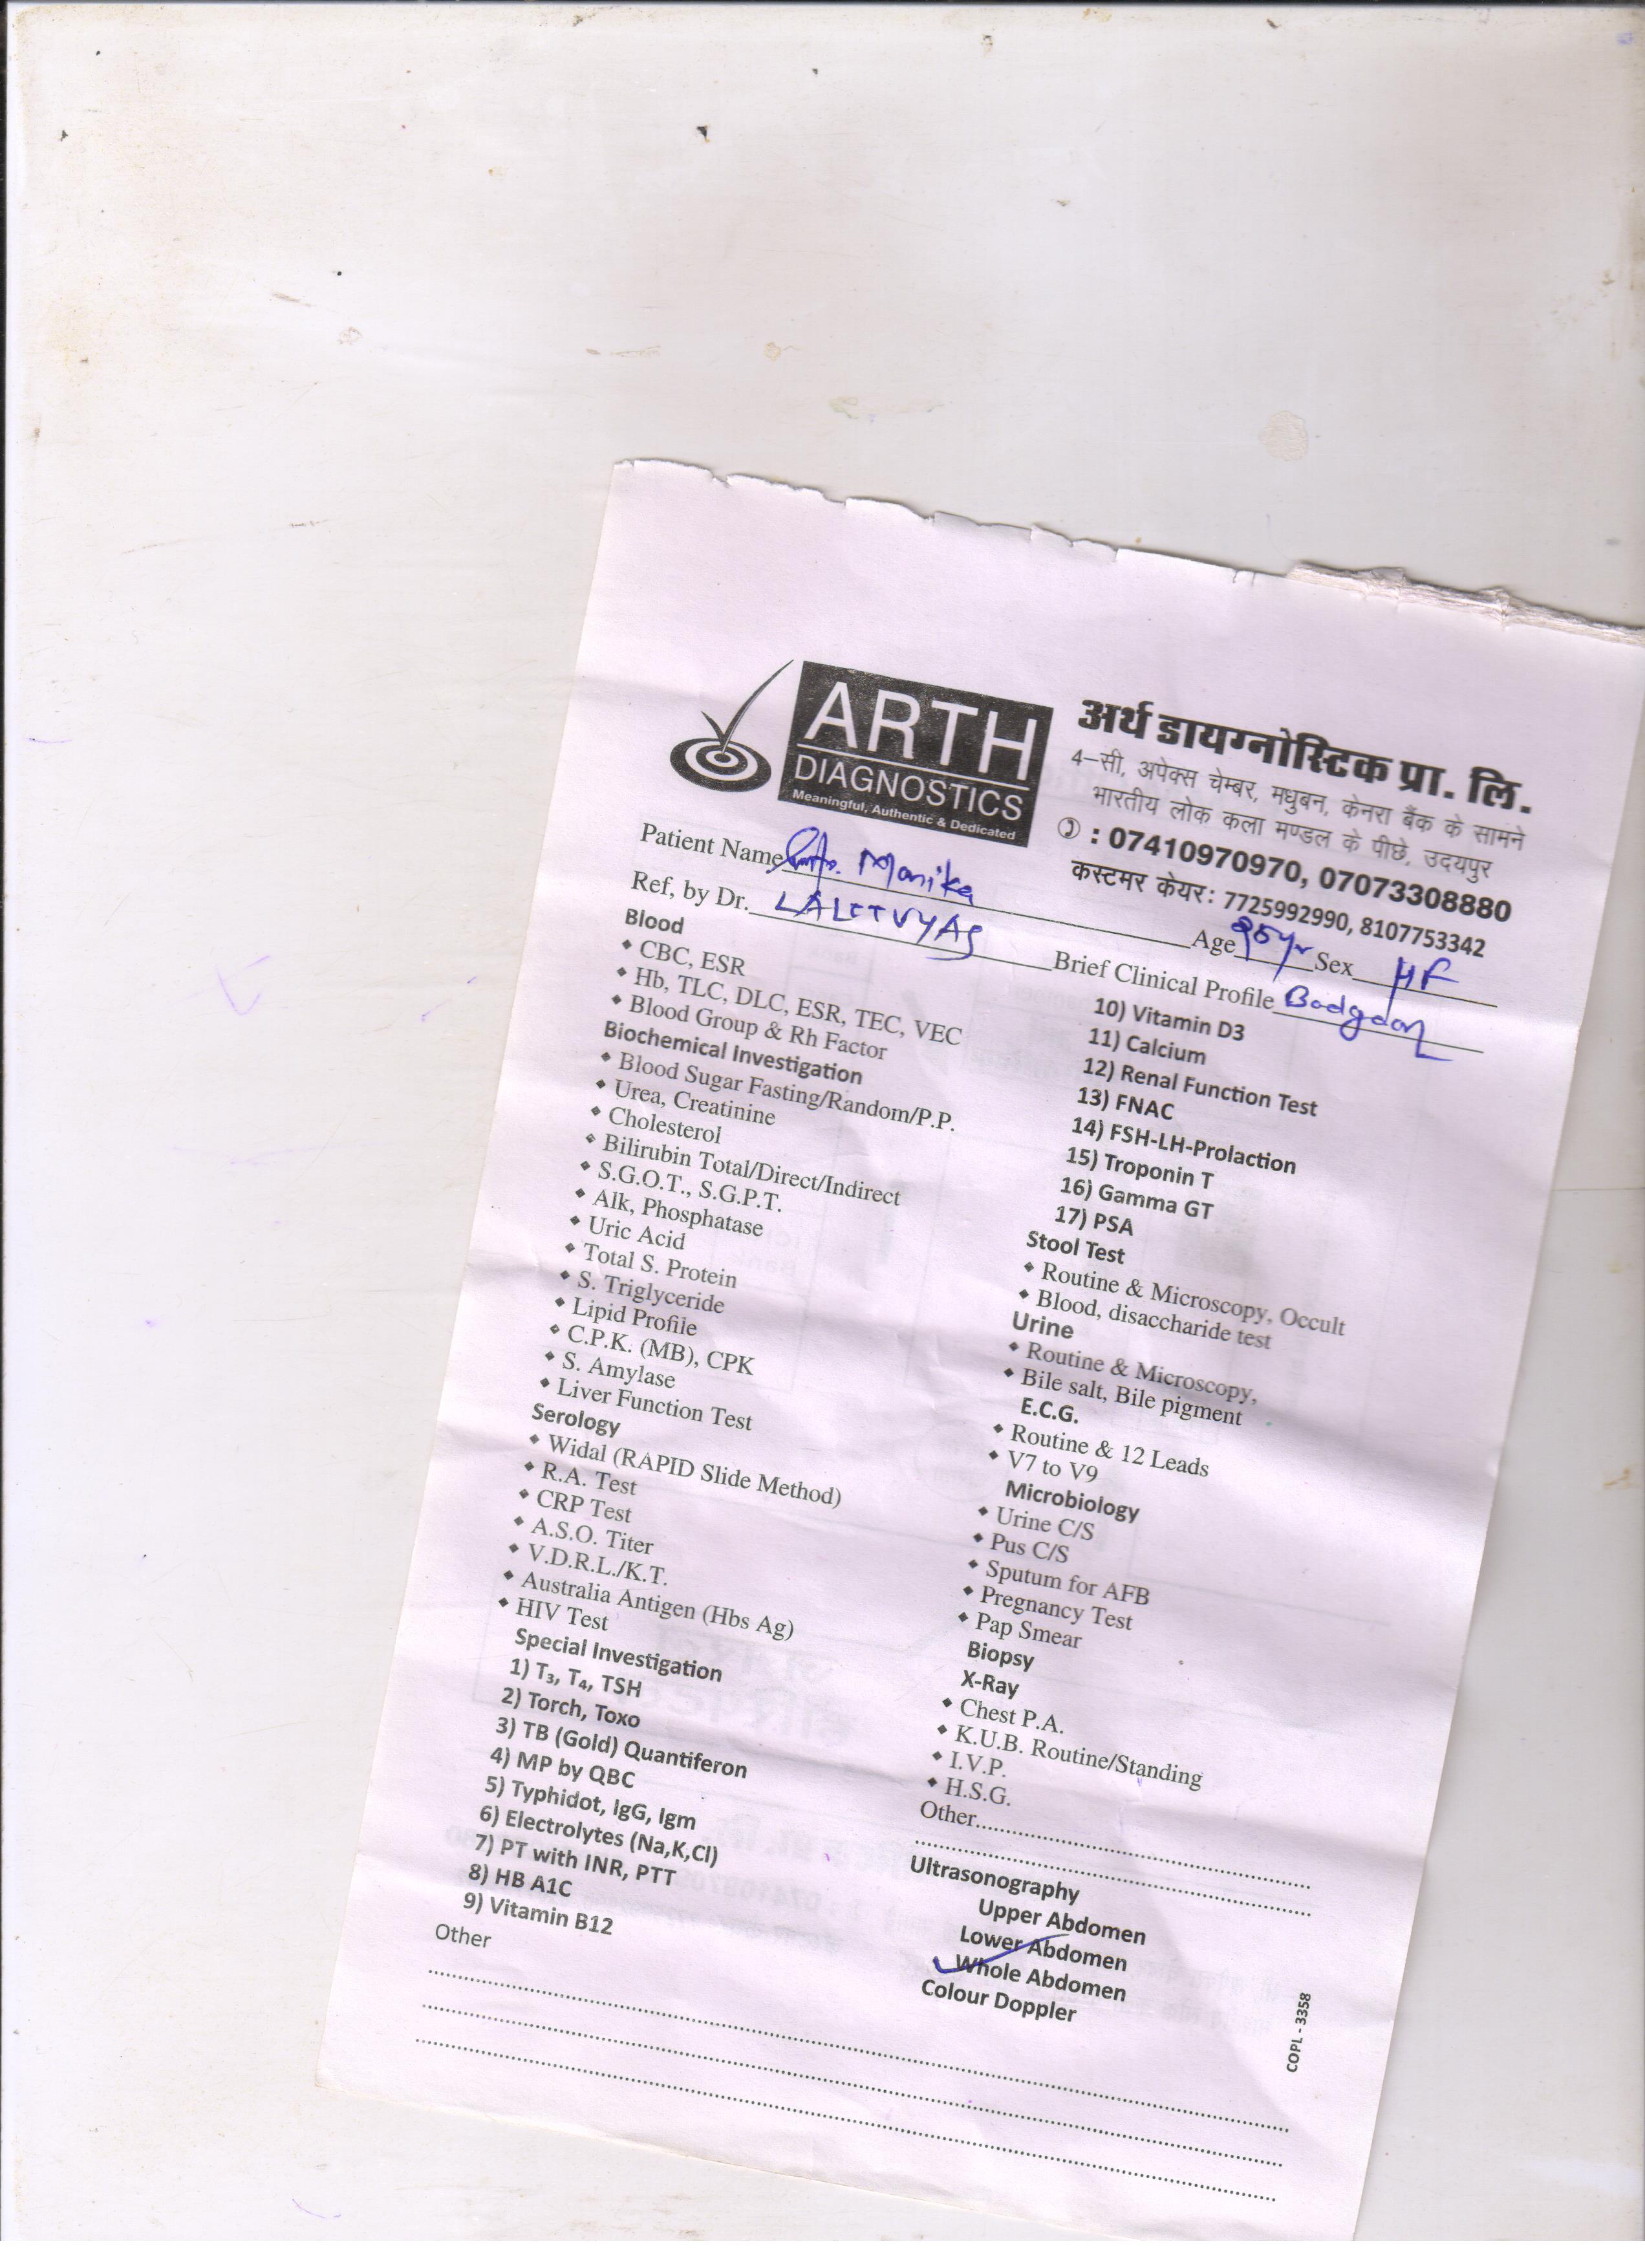 ARTH
DIAGNOSTICS
Meaningful, Authentic & Dedicated
अर्थ डायग्नोस्टिक प्रा. लि.
4-सी, अपेक्स चेम्बर, मधुबन, केनरा बैंक के सामने
भारतीय लोक कला मण्डल के पीछे, उदयपुर
: 07410970970, 07073308880
कस्टमर केयर : 7725992990, 8107753342
Patient Name Monika
Age Sex F
Ref, by Dr. LALIT VYAS
Brief Clinical Profile
Blood
CBC, ESR
Hb, TLC, DLC, ESR, TEC, VEC
Blood Group & Rh Factor
Biochemical Investigation
Blood Sugar Fasting/Random/P.P.
Urea, Creatinine
Cholesterol
Bilirubin Total/Direct/Indirect
S.G.O.T., S.G.P.T.
Alk, Phosphatase
Uric Acid
Total S. Protein
S. Triglyceride
Lipid Profile
C.P.K. (MB), CPK
S. Amylase
Liver Function Test
Serology
Widal (RAPID Slide Method)
R.A. Test
CRP Test
A.S.O. Titer
V.D.R.L./K.T.
Australia Antigen (Hbs Ag)
HIV Test
Special Investigation
1) T₃, T₄, TSH
2) Torch, Toxo
3) TB (Gold) Quantiferon
4) MP by QBC
5) Typhidot, IgG, Igm
6) Electrolytes (Na,K,Cl)
7) PT with INR, PTT
8) HB A1C
9) Vitamin B12
Other
10) Vitamin D3
11) Calcium
12) Renal Function Test
13) FNAC
14) FSH-LH-Prolaction
15) Troponin T
16) Gamma GT
17) PSA
Stool Test
Routine & Microscopy, Occult
Blood, disaccharide test
Urine
Routine & Microscopy,
Bile salt, Bile pigment
E.C.G.
Routine & 12 Leads
V7 to V9
Microbiology
Urine C/S
Pus C/S
Sputum for AFB
Pregnancy Test
Pap Smear
Biopsy
X-Ray
Chest P.A.
K.U.B. Routine/Standing
I.V.P.
H.S.G.
Other
Ultrasonography
Upper Abdomen
Lower Abdomen
Whole Abdomen
Colour Doppler
COPL - 3358